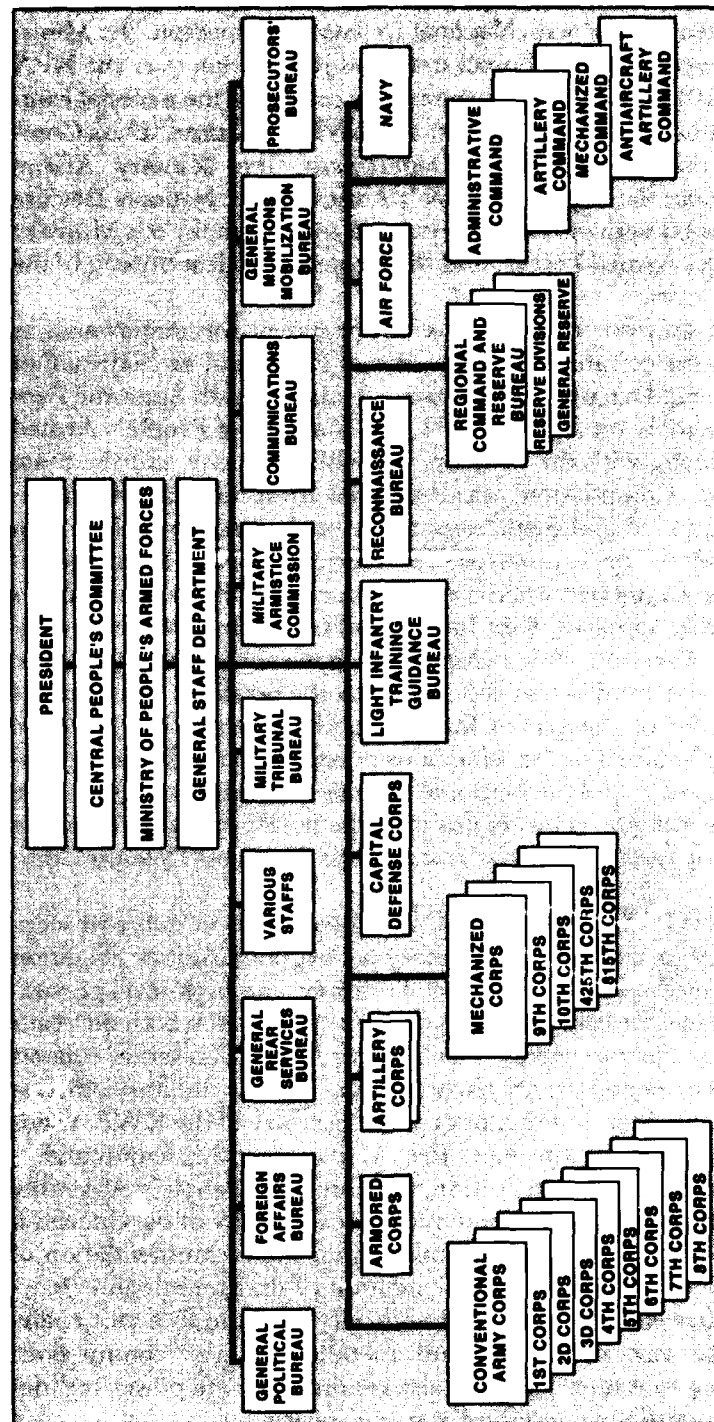 PRESIDENT
CENTRAL PEOPLE'S COMMITTEE
MINISTRY OF PEOPLE'S ARMED FORCES
GENERAL STAFF DEPARTMENT
GENERAL
POLITICAL
BUREAU
FOREIGN
AFFAIRS
BUREAU
GENERAL
REAR
SERVICES
BUREAU
VARIOUS
STAFFS
MILITARY
TRIBUNAL
BUREAU
MILITARY
ARMISTICE
COMMISSION
COMMUNICATIONS
BUREAU
GENERAL
MUNITIONS
MOBILIZATION
BUREAU
PROSECUTORS'
BUREAU
ARMORED
CORPS
ARTILLERY
CORPS
CAPITAL
DEFENSE CORPS
LIGHT INFANTRY
TRAINING
GUIDANCE
BUREAU
RECONNAISSANCE
BUREAU
AIR FORCE
NAVY
CONVENTIONAL
ARMY CORPS
1ST CORPS
2D CORPS
3D CORPS
4TH CORPS
5TH CORPS
6TH CORPS
7TH CORPS
8TH CORPS
MECHANIZED
CORPS
9TH CORPS
10TH CORPS
425TH CORPS
815TH CORPS
REGIONAL
COMMAND AND
RESERVE
BUREAU
RESERVE DIVISIONS
GENERAL RESERVE
ADMINISTRATIVE
COMMAND
ARTILLERY
COMMAND
MECHANIZED
COMMAND
ANTIAIRCRAFT
ARTILLERY
COMMAND